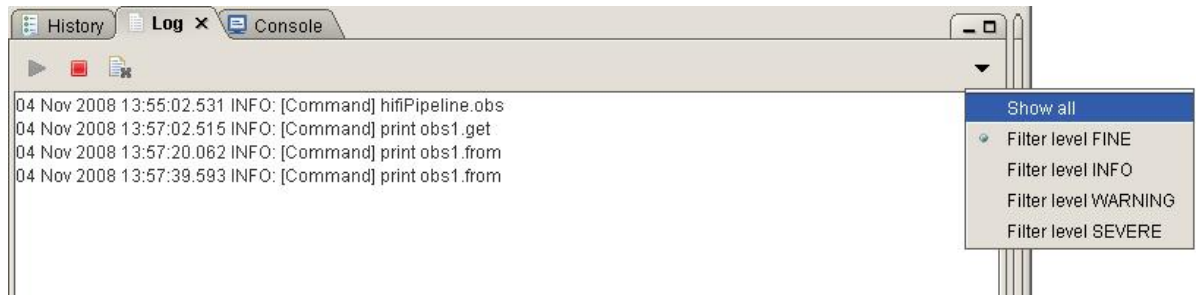 History Log Console
04 Nov 2008 13:55:02.531 INFO: [Command] hifiPipeline.obs
04 Nov 2008 13:57:02.515 INFO: [Command] print obs1.get
04 Nov 2008 13:57:20.062 INFO: [Command] print obs1.from
04 Nov 2008 13:57:39.593 INFO: [Command] print obs1.from
Show all
Filter level FINE
Filter level INFO
Filter level WARNING
Filter level SEVERE